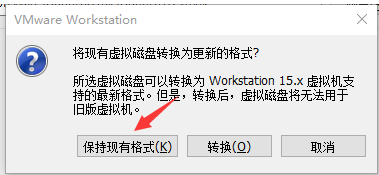 VMware Workstation
将现有虚拟磁盘转换为更新的格式?
所选虚拟磁盘可以转换为 Workstation 15.x 虚拟机支
持的最新格式。但是，转换后，虚拟磁盘将无法用于
旧版虚拟机。
保持现有格式(K) 转换(O) 取消